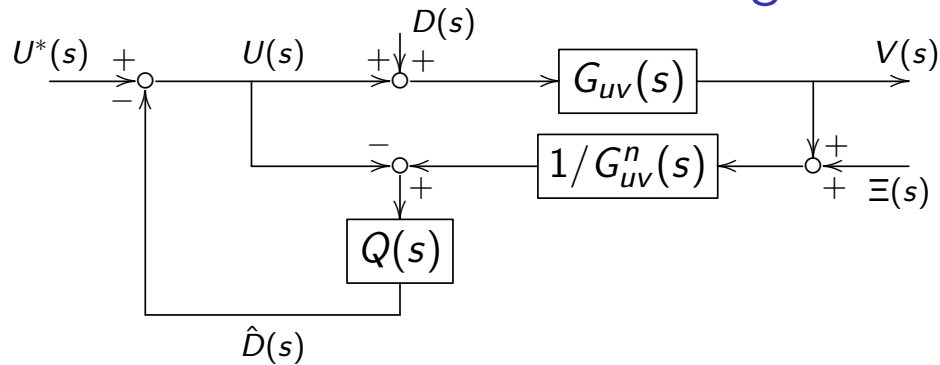 D(s)
U*(s) + U(s) + + V(s)
− G_uv(s)
− + 1/G^n_uv(s) + + Ξ(s)
Q(s)
D̂(s)